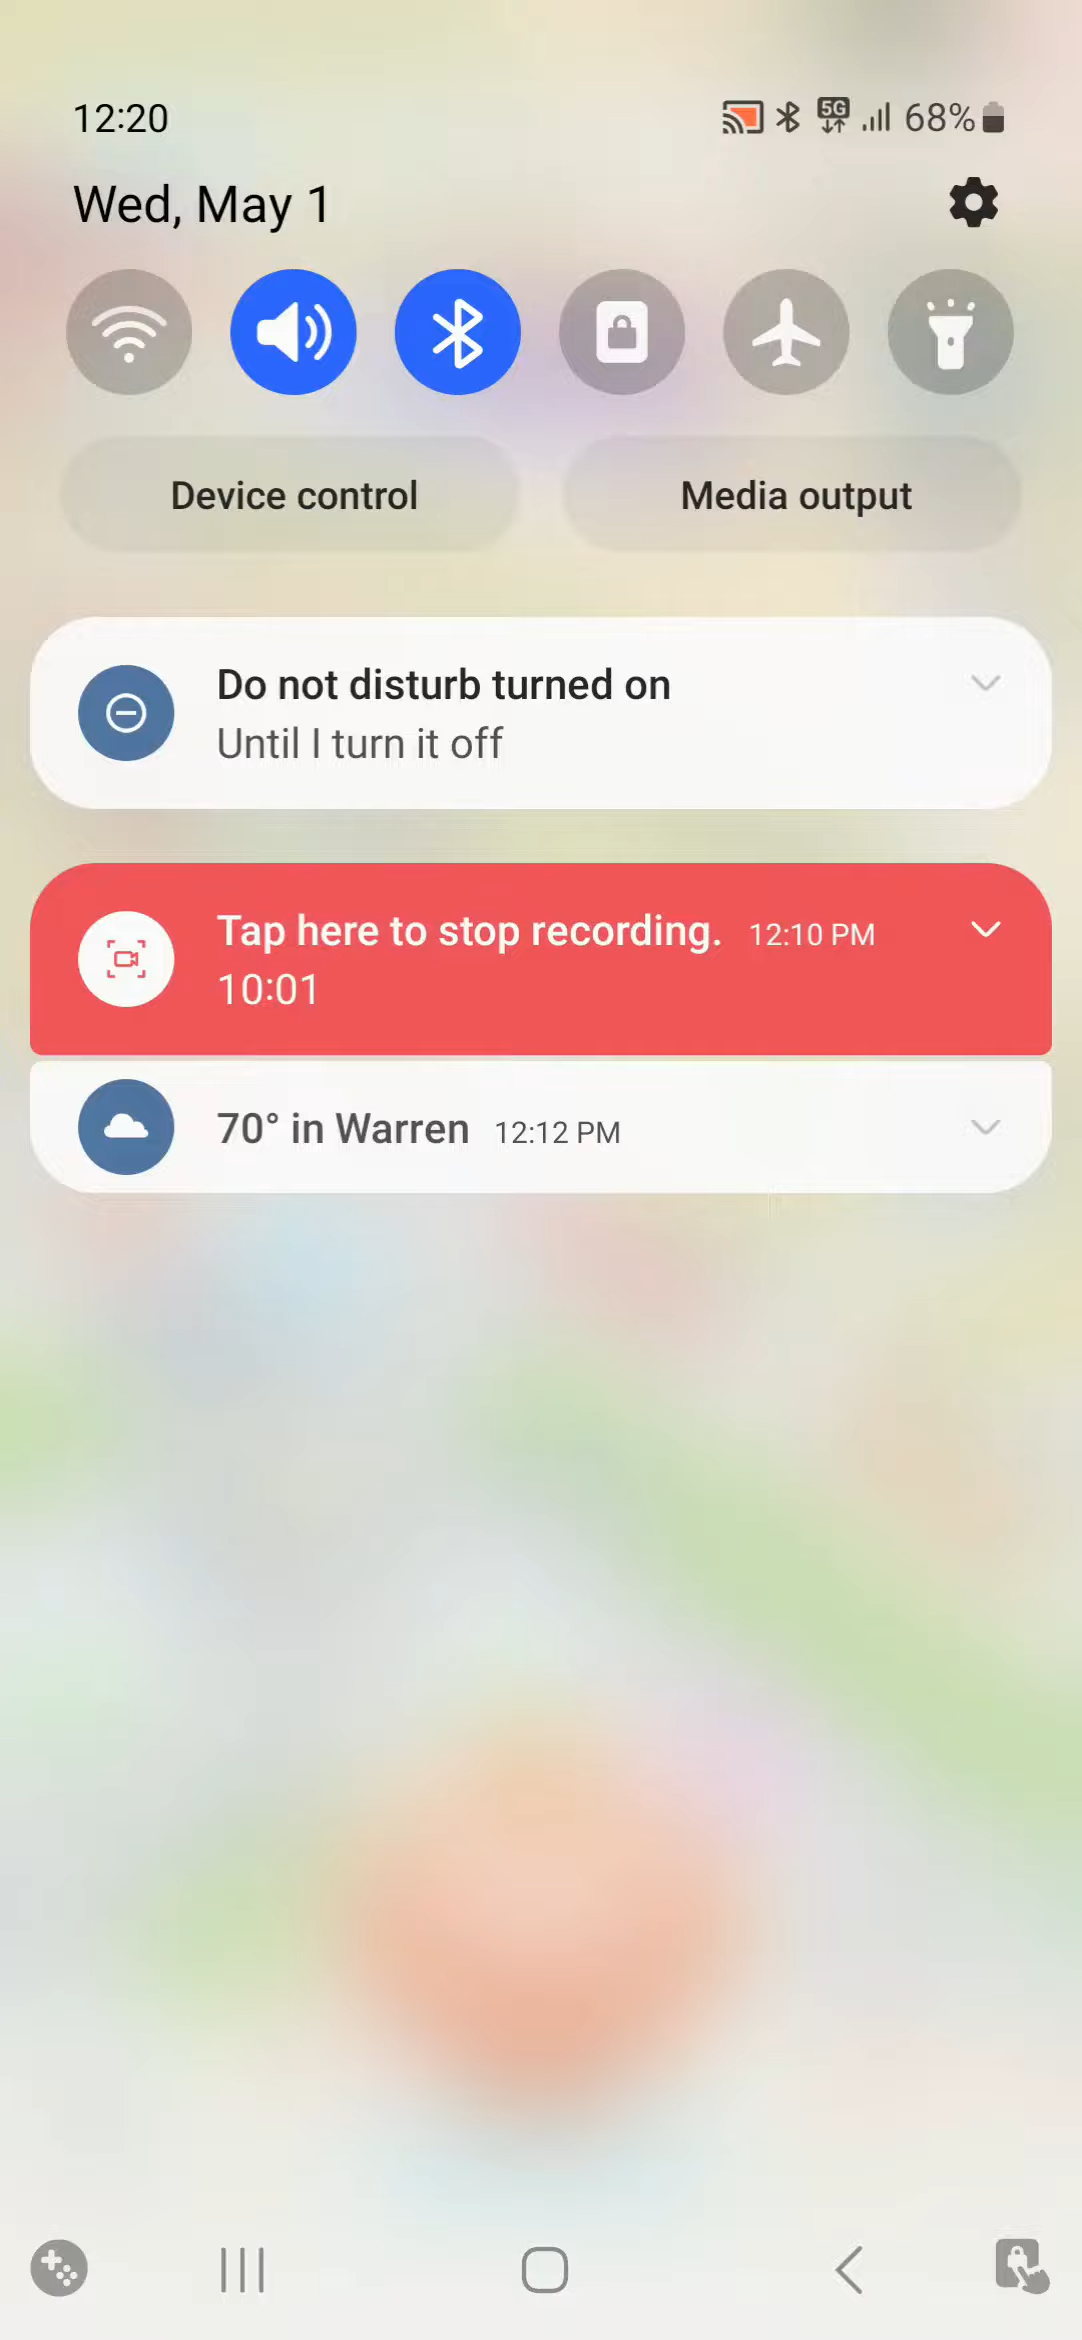 12:20
5G 68%
Wed, May 1
Device control
Media output
Do not disturb turned on
Until I turn it off
Tap here to stop recording. 12:10 PM
10:01
70° in Warren 12:12 PM